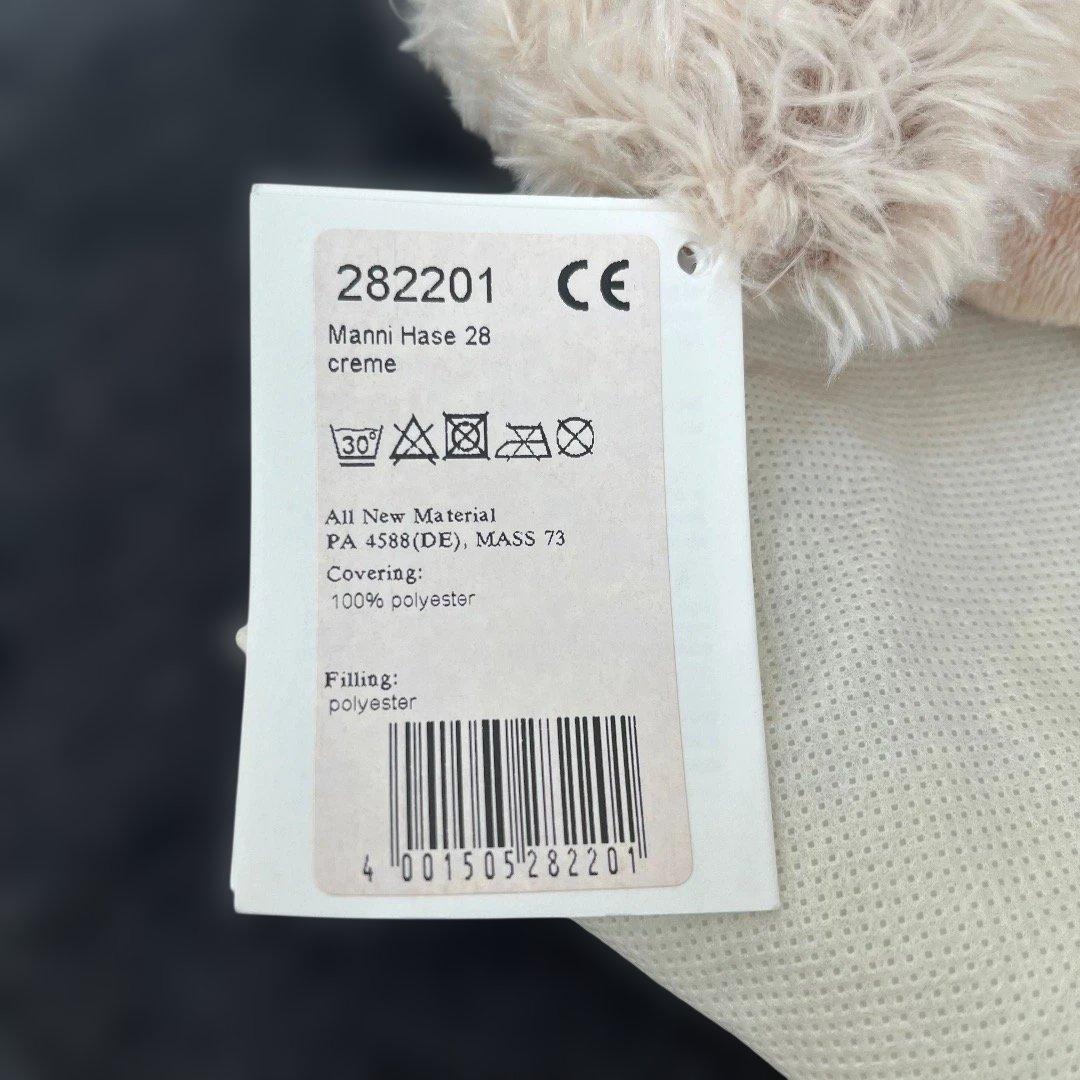 282201 CE
Manni Hase 28
creme
30°
All New Material
PA 4588(DE), MASS 73
Covering:
100% polyester
Filling:
polyester
4 001505 282201